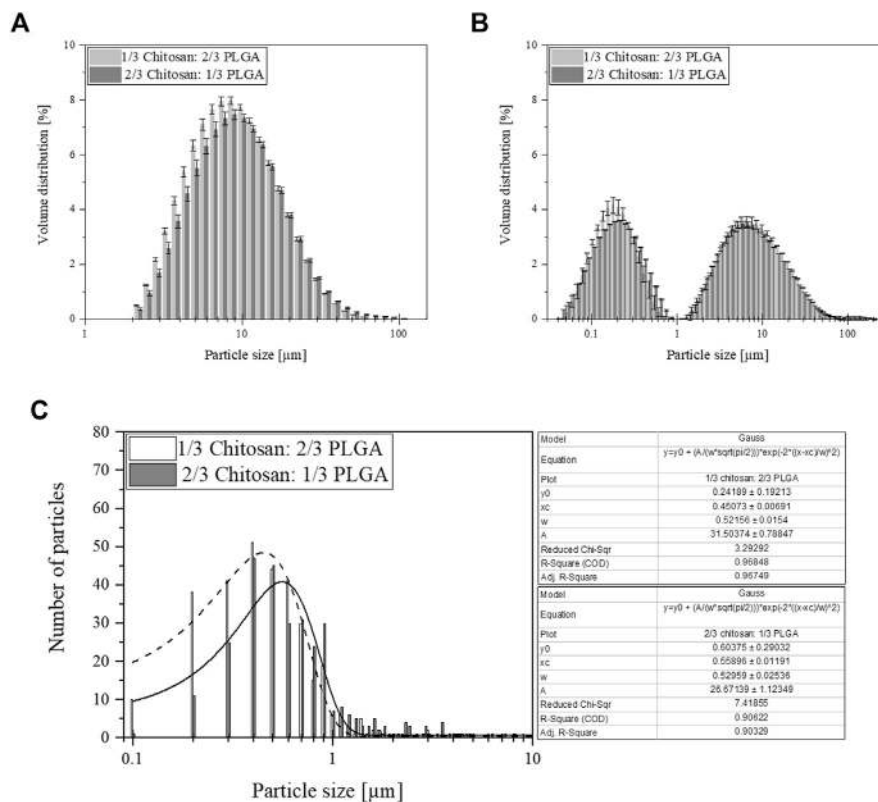 A
B
1/3 Chitosan: 2/3 PLGA
2/3 Chitosan: 1/3 PLGA
Volume distribution [%]
10
8
6
4
2
0
1
10
100
Particle size [µm]
1/3 Chitosan: 2/3 PLGA
2/3 Chitosan: 1/3 PLGA
Volume distribution [%]
10
8
6
4
2
0
0.1
1
10
100
Particle size [µm]
C
1/3 Chitosan: 2/3 PLGA
2/3 Chitosan: 1/3 PLGA
Number of particles
80
70
60
50
40
30
20
10
0
0.1
1
10
Particle size [µm]
Model Gauss
Equation y=y0 + (A/(w*sqrt(pi/2)))*exp(-2*((x-xc)/w)^2)
Plot 1/3 chitosan: 2/3 PLGA
y0 0.24189 ± 0.19213
xc 0.45073 ± 0.00691
w 0.52156 ± 0.0154
A 31.50374 ± 0.78847
Reduced Chi-Sqr 3.29292
R-Square (COD) 0.96848
Adj. R-Square 0.96749
Model Gauss
Equation y=y0 + (A/(w*sqrt(pi/2)))*exp(-2*((x-xc)/w)^2)
Plot 2/3 chitosan: 1/3 PLGA
y0 0.60375 ± 0.29032
xc 0.55896 ± 0.01191
w 0.52959 ± 0.02536
A 26.67139 ± 1.12349
Reduced Chi-Sqr 7.41855
R-Square (COD) 0.90622
Adj. R-Square 0.90329